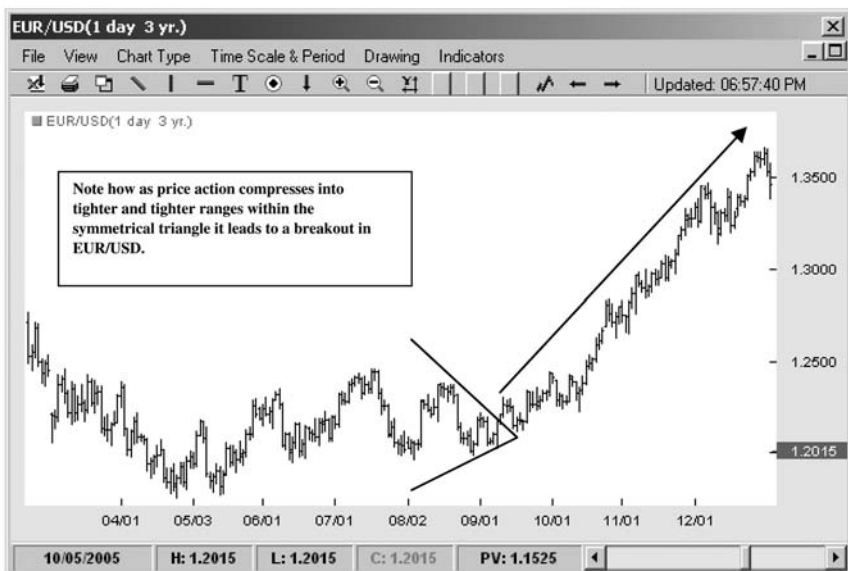 EUR/USD(1 day 3 yr.)
File View Chart Type Time Scale & Period Drawing Indicators
T Updated: 06:57:40 PM
EUR/USD(1 day 3 yr.)
Note how as price action compresses into
tighter and tighter ranges within the
symmetrical triangle it leads to a breakout in
EUR/USD.
1.3500
1.3000
1.2500
1.2015
04/01 05/03 06/01 07/01 08/02 09/01 10/01 11/01 12/01
10/05/2005 H: 1.2015 L: 1.2015 C: 1.2015 PV: 1.1525